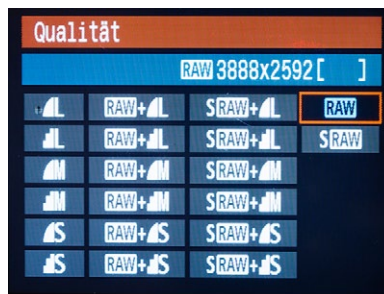 Qualität
RAW 3888x2592 [ ]
L RAW+L SRAW+L RAW
L RAW+L SRAW+L SRAW
M RAW+M SRAW+M
M RAW+M SRAW+M
S RAW+S SRAW+S
S RAW+S SRAW+S